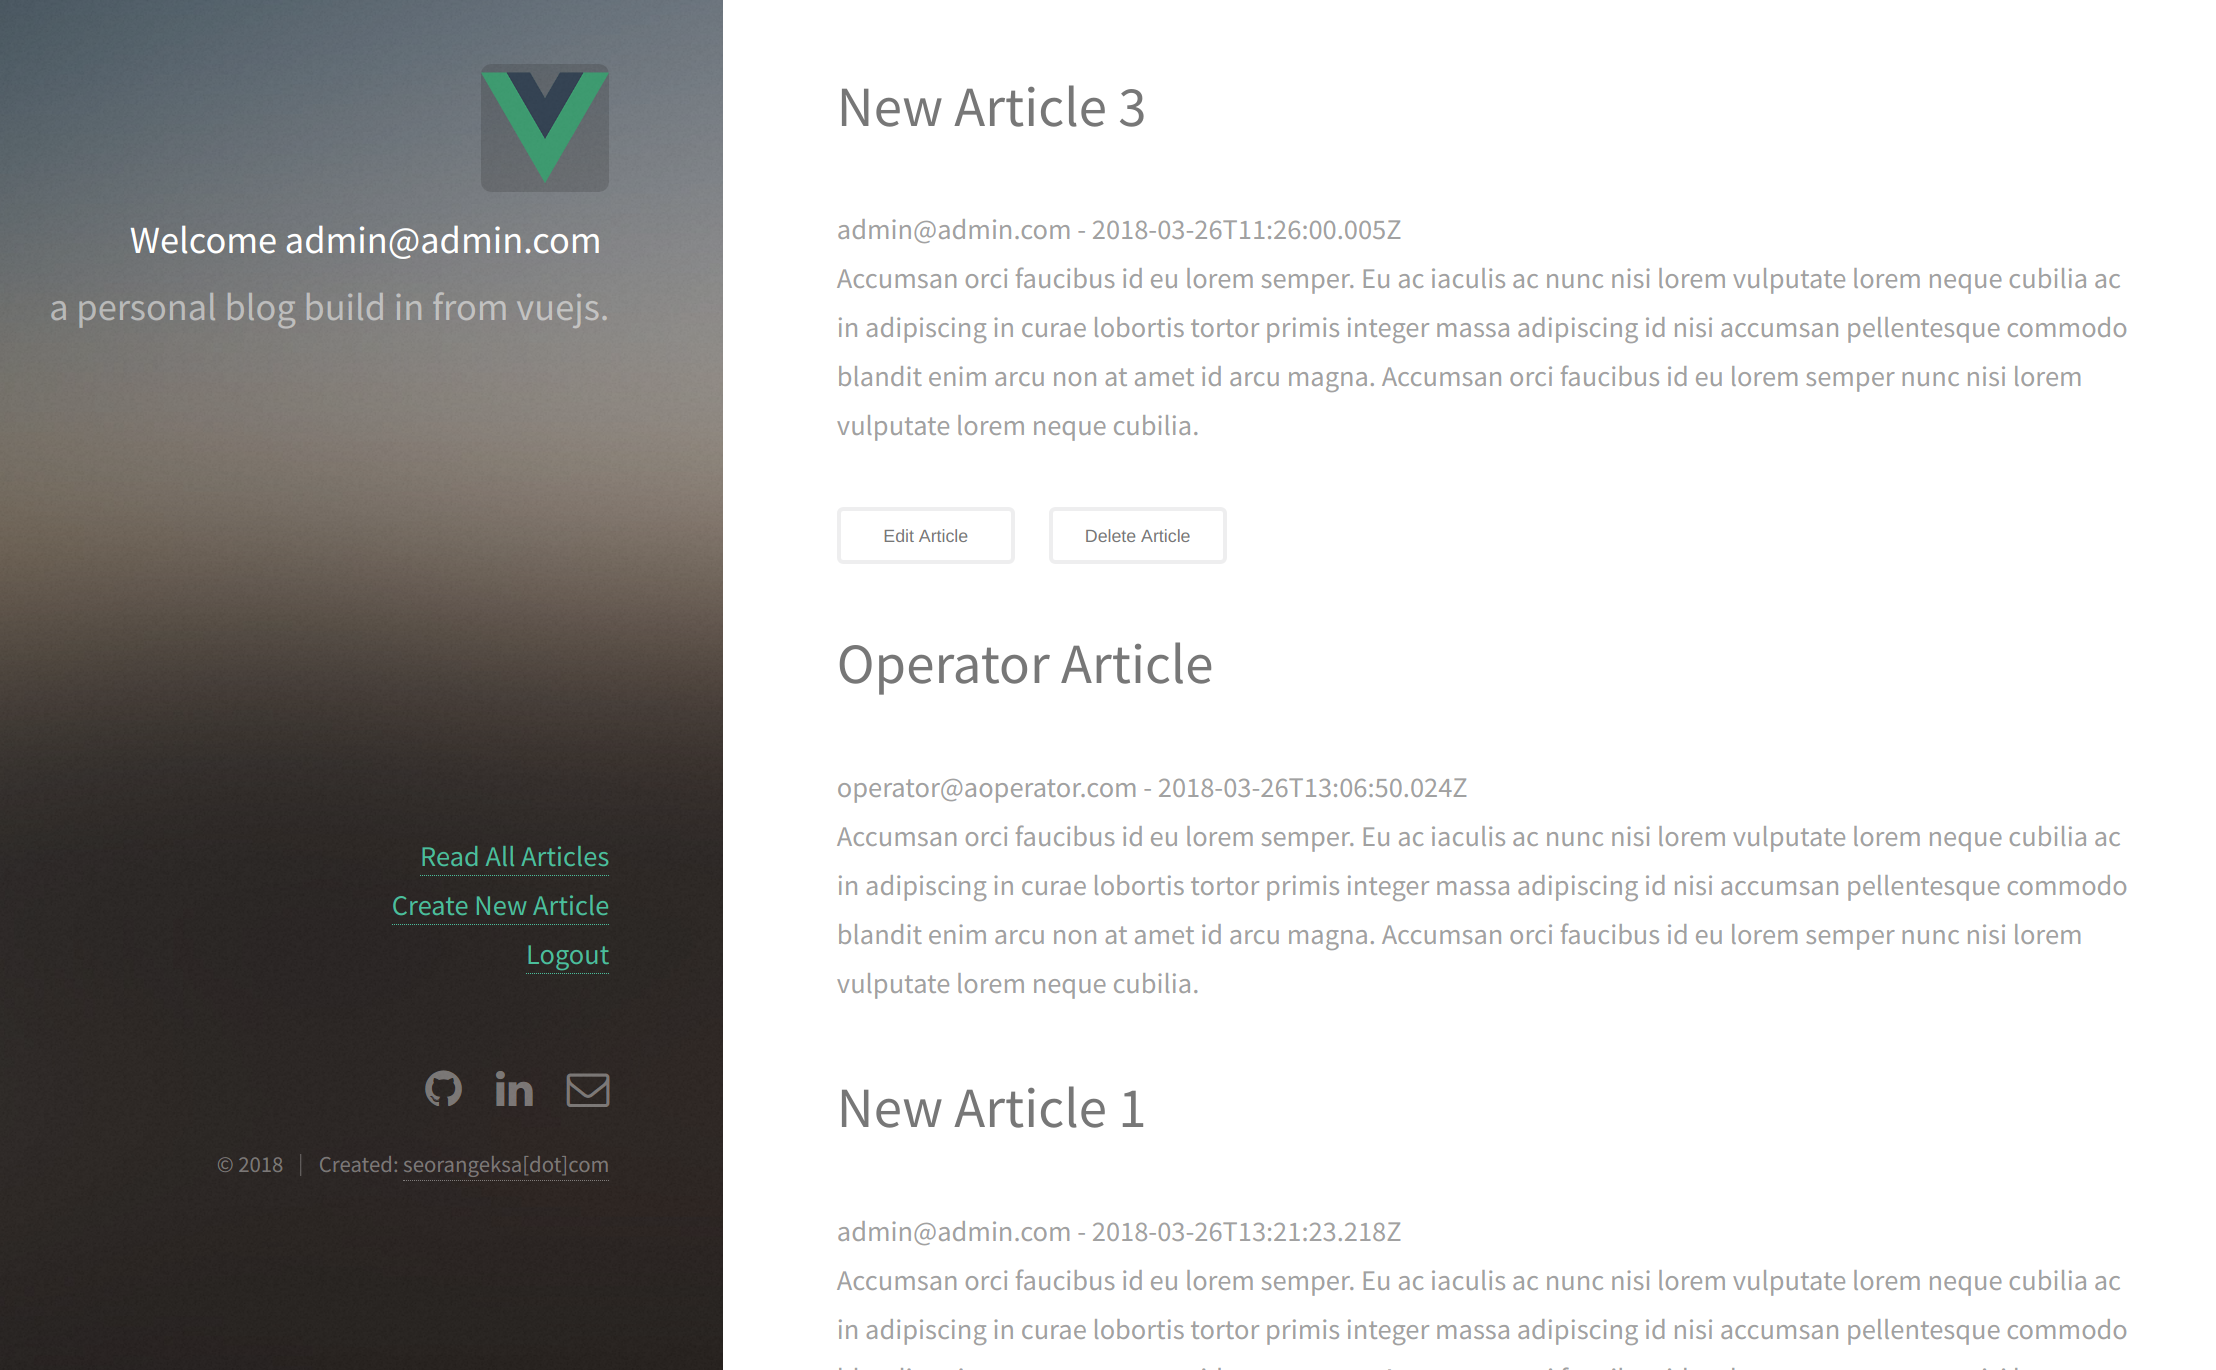 Welcome admin@admin.com
a personal blog build in from vuejs.
Read All Articles
Create New Article
Logout
© 2018 | Created: seorangeksa[dot]com
New Article 3
admin@admin.com - 2018-03-26T11:26:00.005Z
Accumsan orci faucibus id eu lorem semper. Eu ac iaculis ac nunc nisi lorem vulputate lorem neque cubilia ac
in adipiscing in curae lobortis tortor primis integer massa adipiscing id nisi accumsan pellentesque commodo
blandit enim arcu non at amet id arcu magna. Accumsan orci faucibus id eu lorem semper nunc nisi lorem
vulputate lorem neque cubilia.
Edit Article
Delete Article
Operator Article
operator@aoperator.com - 2018-03-26T13:06:50.024Z
Accumsan orci faucibus id eu lorem semper. Eu ac iaculis ac nunc nisi lorem vulputate lorem neque cubilia ac
in adipiscing in curae lobortis tortor primis integer massa adipiscing id nisi accumsan pellentesque commodo
blandit enim arcu non at amet id arcu magna. Accumsan orci faucibus id eu lorem semper nunc nisi lorem
vulputate lorem neque cubilia.
New Article 1
admin@admin.com - 2018-03-26T13:21:23.218Z
Accumsan orci faucibus id eu lorem semper. Eu ac iaculis ac nunc nisi lorem vulputate lorem neque cubilia ac
in adipiscing in curae lobortis tortor primis integer massa adipiscing id nisi accumsan pellentesque commodo